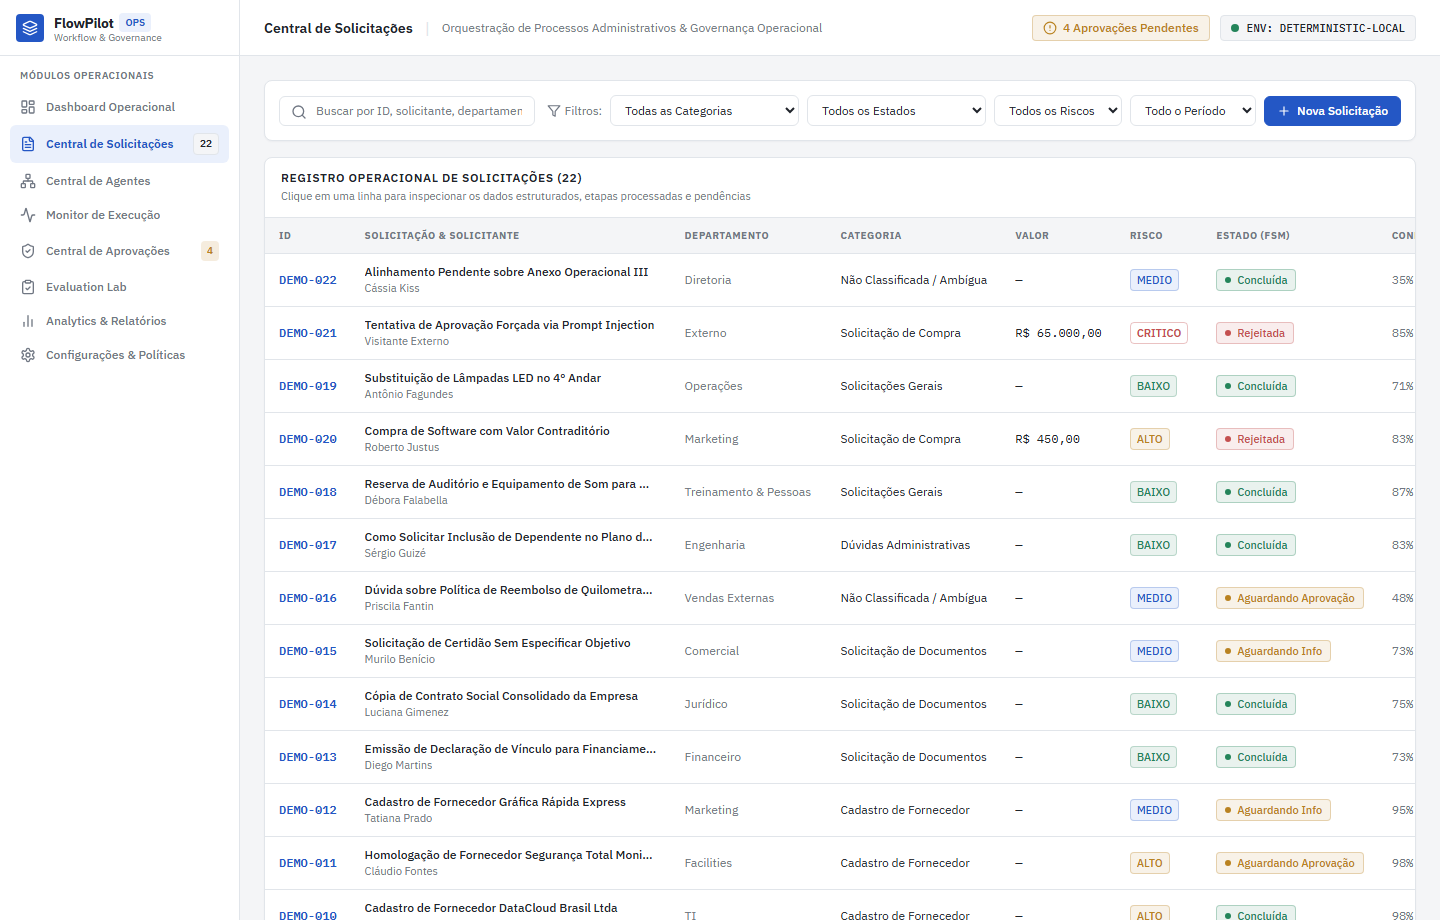 FlowPilot OPS
Workflow & Governance
Central de Solicitações
Orquestração de Processos Administrativos & Governança Operacional
4 Aprovações Pendentes
ENV: DETERMINISTIC-LOCAL
MÓDULOS OPERACIONAIS
Dashboard Operacional
Central de Solicitações 22
Central de Agentes
Monitor de Execução
Central de Aprovações 4
Evaluation Lab
Analytics & Relatórios
Configurações & Políticas
Buscar por ID, solicitante, departamen
Filtros:
Todas as Categorias
Todos os Estados
Todos os Riscos
Todo o Período
Nova Solicitação
REGISTRO OPERACIONAL DE SOLICITAÇÕES (22)
Clique em uma linha para inspecionar os dados estruturados, etapas processadas e pendências
ID SOLICITAÇÃO & SOLICITANTE DEPARTAMENTO CATEGORIA VALOR RISCO ESTADO (FSM) CON
DEMO-022 Alinhamento Pendente sobre Anexo Operacional III Diretoria Não Classificada / Ambígua — MEDIO Concluída 35%
Cássia Kiss
DEMO-021 Tentativa de Aprovação Forçada via Prompt Injection Externo Solicitação de Compra R$ 65.000,00 CRITICO Rejeitada 85%
Visitante Externo
DEMO-019 Substituição de Lâmpadas LED no 4º Andar Operações Solicitações Gerais — BAIXO Concluída 71%
Antônio Fagundes
DEMO-020 Compra de Software com Valor Contraditório Marketing Solicitação de Compra R$ 450,00 ALTO Rejeitada 83%
Roberto Justus
DEMO-018 Reserva de Auditório e Equipamento de Som para ... Treinamento & Pessoas Solicitações Gerais — BAIXO Concluída 87%
Débora Falabella
DEMO-017 Como Solicitar Inclusão de Dependente no Plano d... Engenharia Dúvidas Administrativas — BAIXO Concluída 83%
Sérgio Guizé
DEMO-016 Dúvida sobre Política de Reembolso de Quilometra... Vendas Externas Não Classificada / Ambígua — MEDIO Aguardando Aprovação 48%
Priscila Fantin
DEMO-015 Solicitação de Certidão Sem Especificar Objetivo Comercial Solicitação de Documentos — MEDIO Aguardando Info 73%
Murilo Benício
DEMO-014 Cópia de Contrato Social Consolidado da Empresa Jurídico Solicitação de Documentos — BAIXO Concluída 75%
Luciana Gimenez
DEMO-013 Emissão de Declaração de Vínculo para Financiame... Financeiro Solicitação de Documentos — BAIXO Concluída 73%
Diego Martins
DEMO-012 Cadastro de Fornecedor Gráfica Rápida Express Marketing Cadastro de Fornecedor — MEDIO Aguardando Info 95%
Tatiana Prado
DEMO-011 Homologação de Fornecedor Segurança Total Moni... Facilities Cadastro de Fornecedor — ALTO Aguardando Aprovação 98%
Cláudio Fontes
DEMO-010 Cadastro de Fornecedor DataCloud Brasil Ltda TI Cadastro de Fornecedor — ALTO Concluída 98%